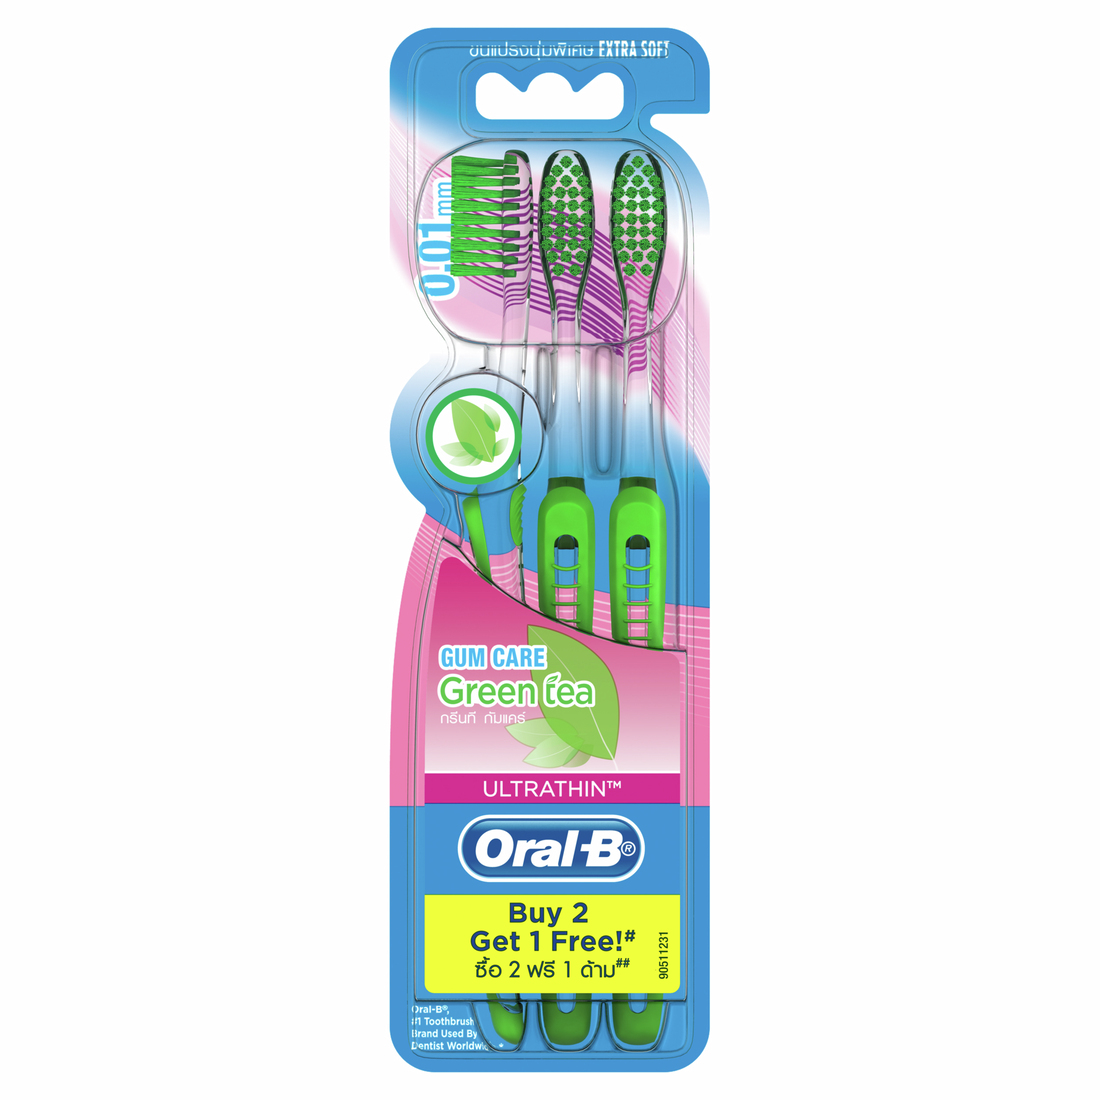 ขนแปรงนุ่มพิเศษ EXTRA SOFT
0.01 mm
GUM CARE
Green tea
กรีนที กัมแคร์
ULTRATHIN™
Oral-B®
Buy 2
Get 1 Free!#
ซื้อ 2 ฟรี 1 ด้าม##
90511231
Oral-B®,
#1 Toothbrush
Brand Used By
Dentist Worldwide*